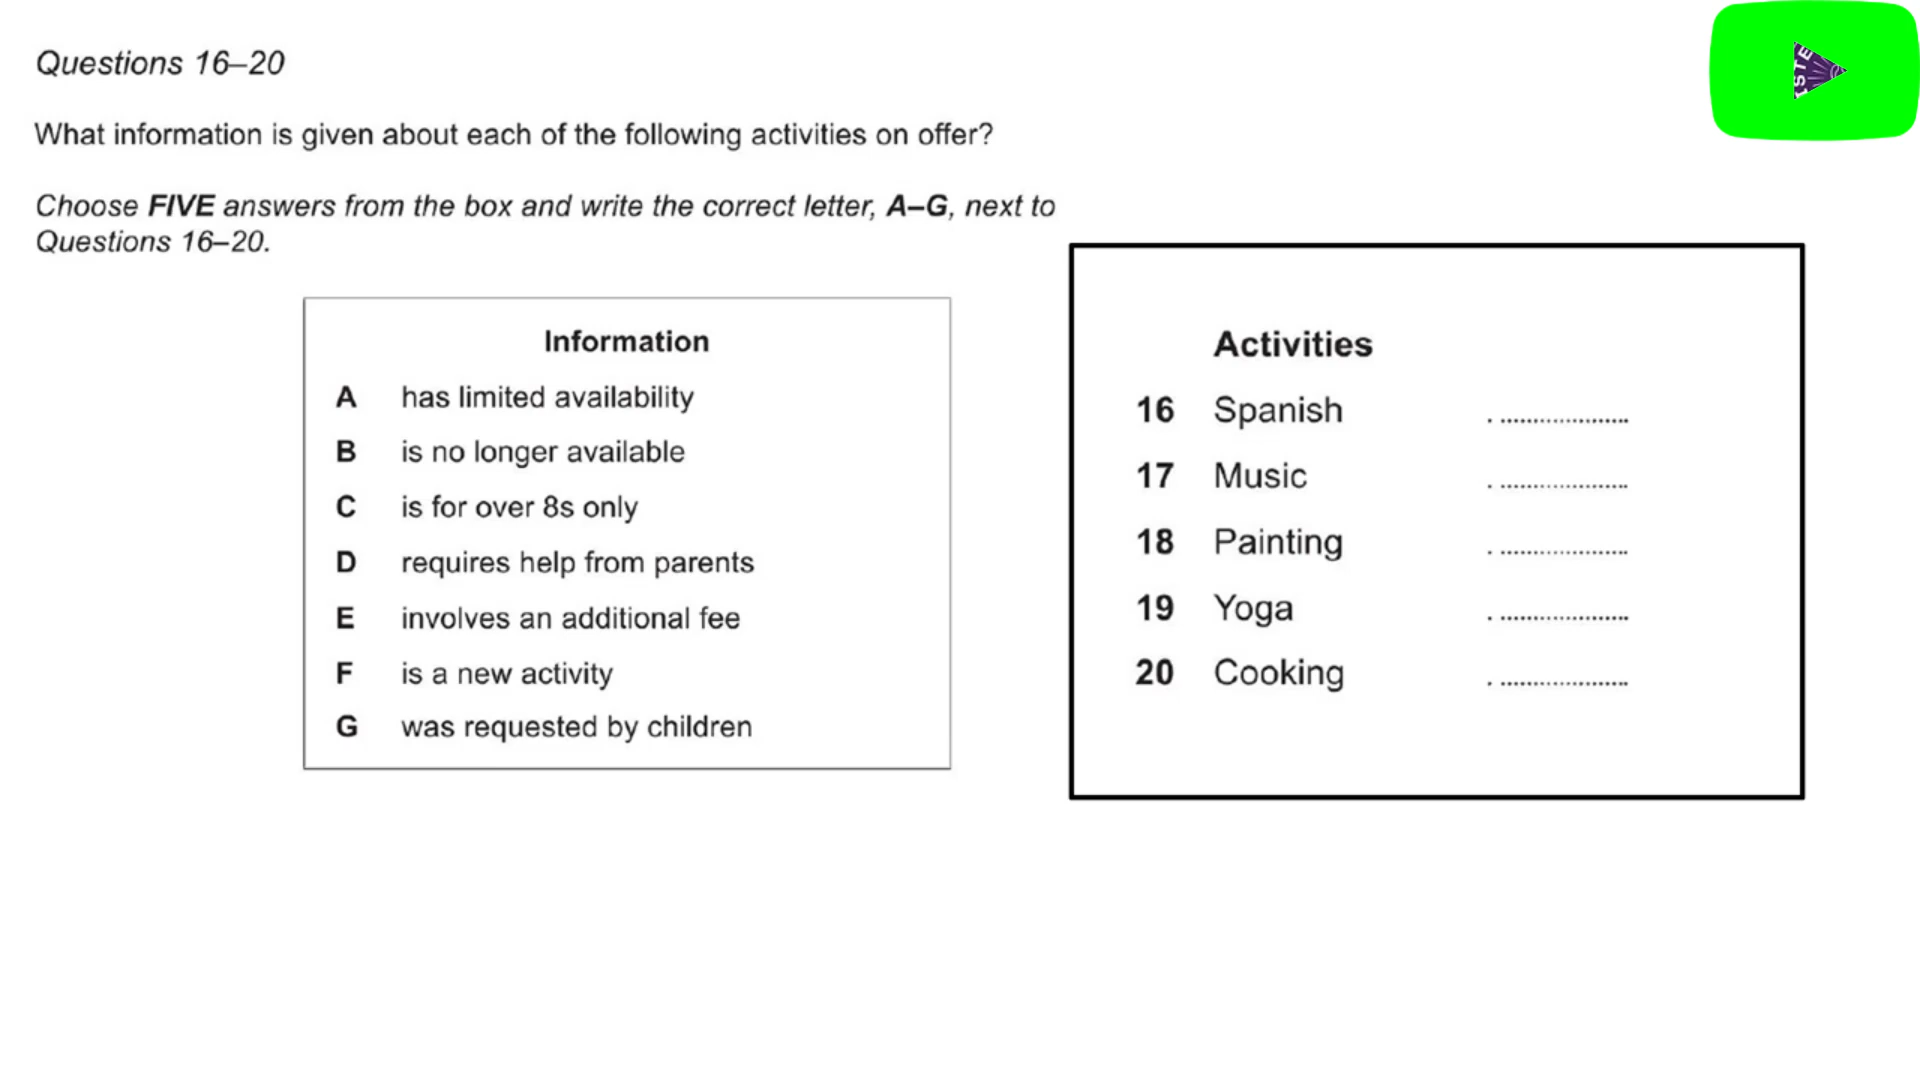 Questions 16–20
What information is given about each of the following activities on offer?
Choose FIVE answers from the box and write the correct letter, A–G, next to
Questions 16–20.
Information
A has limited availability
B is no longer available
C is for over 8s only
D requires help from parents
E involves an additional fee
F is a new activity
G was requested by children
Activities
16 Spanish . ....................
17 Music . ....................
18 Painting . ....................
19 Yoga . ....................
20 Cooking . ....................